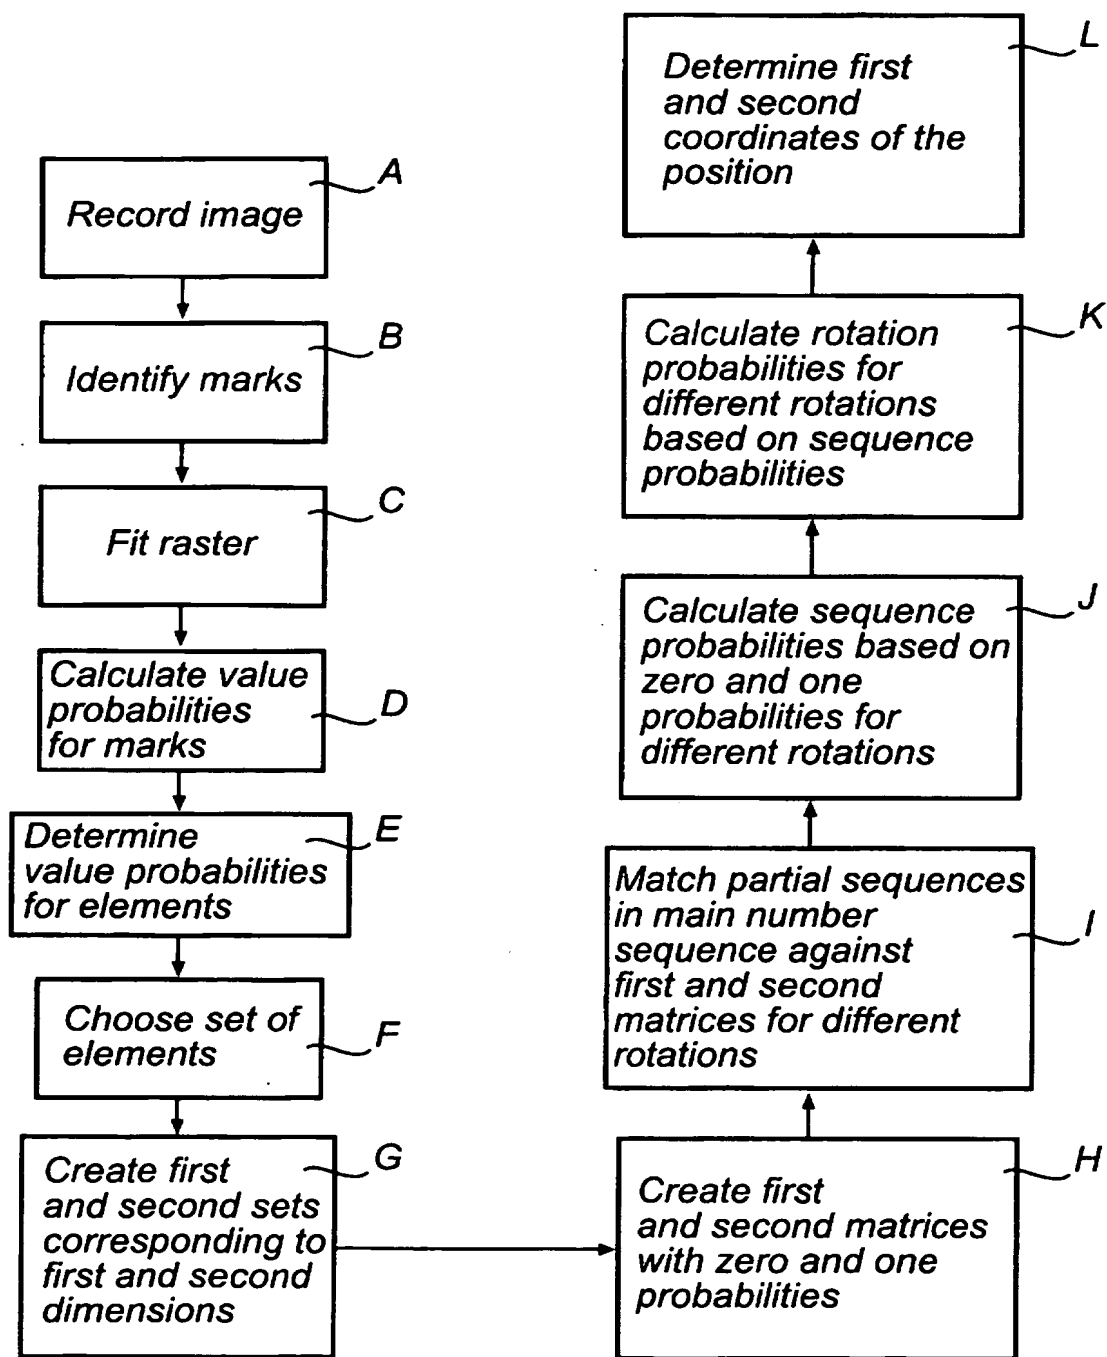 A
Record image
B
Identify marks
C
Fit raster
Calculate value
probabilities
for marks
D
E
Determine
value probabilities
for elements
Choose set of
elements
F
G
Create first
and second sets
corresponding to
first and second
dimensions
H
Create first
and second matrices
with zero and one
probabilities
Match partial sequences
in main number
sequence against
first and second
matrices for different
rotations
I
J
Calculate sequence
probabilities based on
zero and one
probabilities for
different rotations
K
Calculate rotation
probabilities for
different rotations
based on sequence
probabilities
L
Determine first
and second
coordinates of the
position